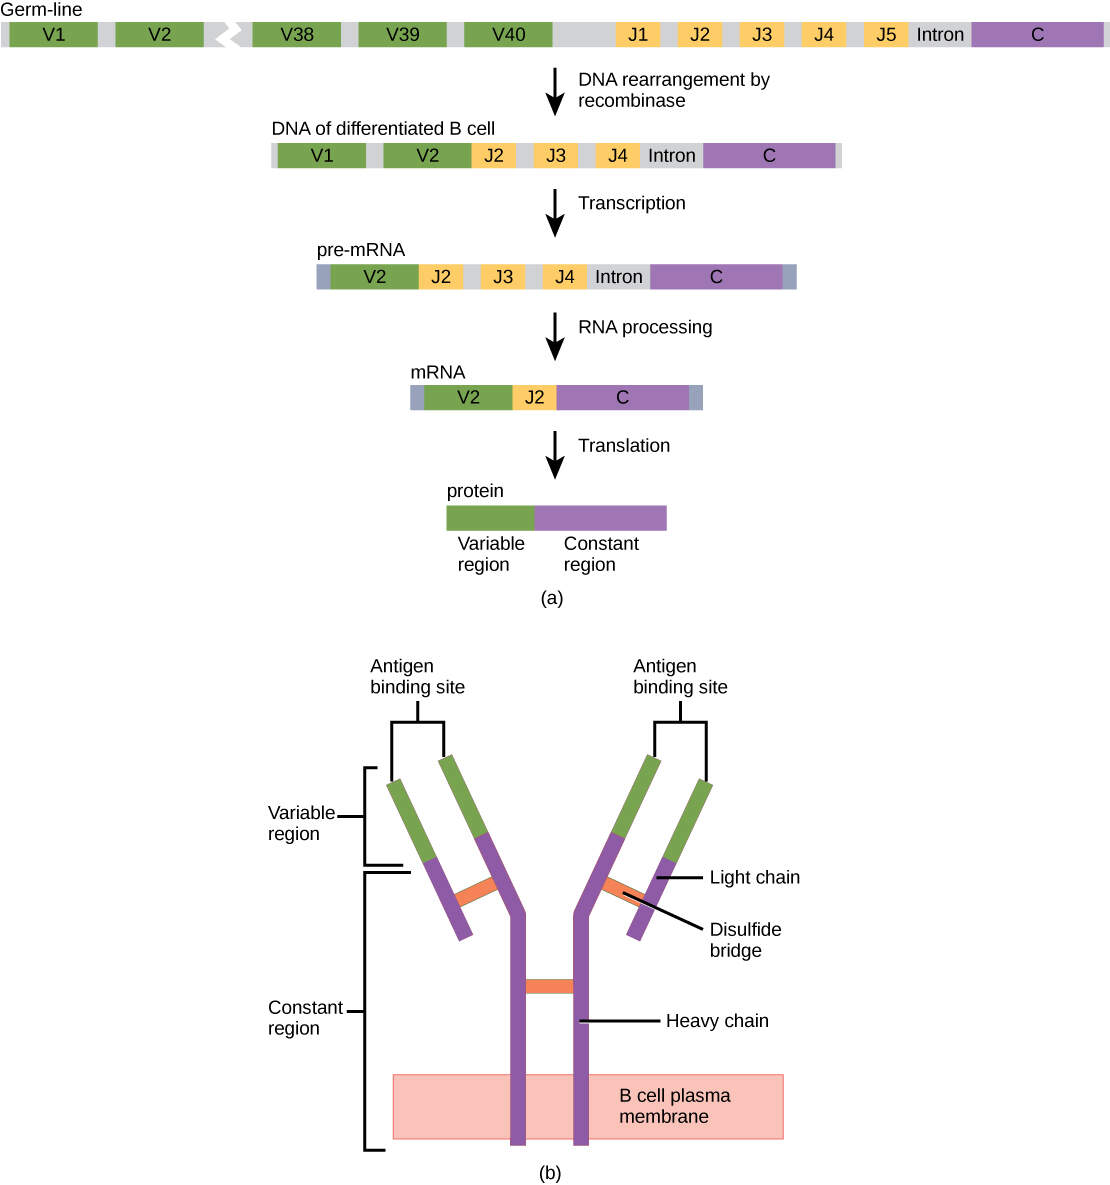 Germ-line
V1 V2 V38 V39 V40 J1 J2 J3 J4 J5 Intron C
DNA rearrangement by
recombinase
DNA of differentiated B cell
V1 V2 J2 J3 J4 Intron C
Transcription
pre-mRNA
V2 J2 J3 J4 Intron C
RNA processing
mRNA
V2 J2 C
Translation
protein
Variable
region
Constant
region
(a)
Antigen
binding site
Antigen
binding site
Variable
region
Light chain
Disulfide
bridge
Constant
region
Heavy chain
B cell plasma
membrane
(b)